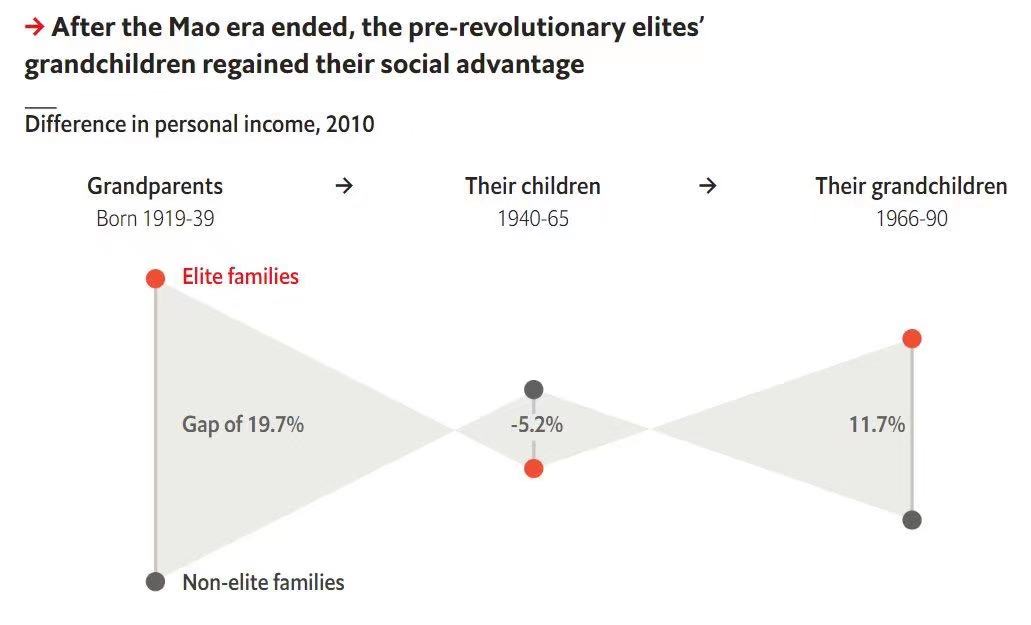 → After the Mao era ended, the pre-revolutionary elites’
grandchildren regained their social advantage
Difference in personal income, 2010
Grandparents → Their children → Their grandchildren
Born 1919-39 1940-65 1966-90
Elite families
Gap of 19.7% -5.2% 11.7%
Non-elite families